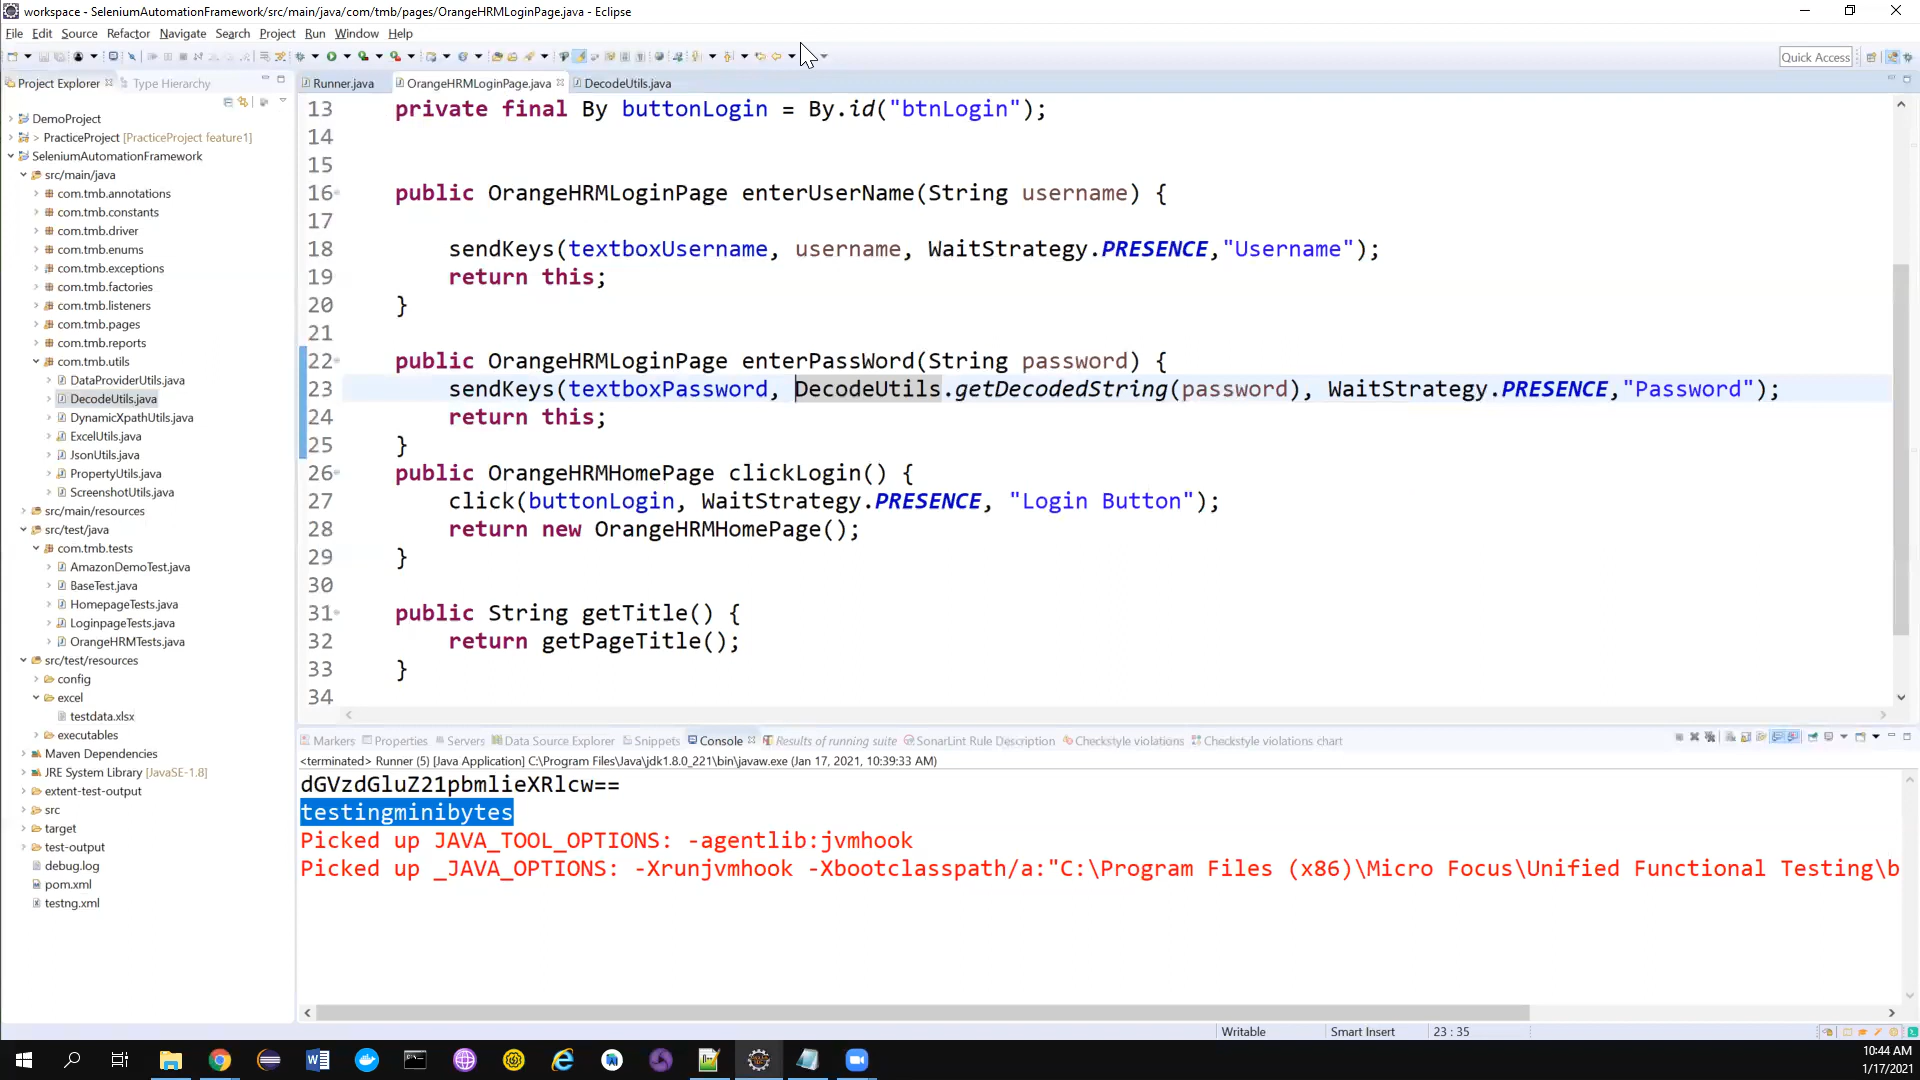 workspace - SeleniumAutomationFramework/src/main/java/com/tmb/pages/OrangeHRMLoginPage.java - Eclipse
File Edit Source Refactor Navigate Search Project Run Window Help
Quick Access
Project Explorer Type Hierarchy
Runner.java OrangeHRMLoginPage.java DecodeUtils.java
DemoProject
> PracticeProject [PracticeProject feature1]
SeleniumAutomationFramework
src/main/java
com.tmb.annotations
com.tmb.constants
com.tmb.driver
com.tmb.enums
com.tmb.exceptions
com.tmb.factories
com.tmb.listeners
com.tmb.pages
com.tmb.reports
com.tmb.utils
DataProviderUtils.java
DecodeUtils.java
DynamicXpathUtils.java
ExcelUtils.java
JsonUtils.java
PropertyUtils.java
ScreenshotUtils.java
src/main/resources
src/test/java
com.tmb.tests
AmazonDemoTest.java
BaseTest.java
HomepageTests.java
LoginpageTests.java
OrangeHRMTests.java
src/test/resources
config
excel
testdata.xlsx
executables
Maven Dependencies
JRE System Library [JavaSE-1.8]
extent-test-output
src
target
test-output
debug.log
pom.xml
testng.xml
13 private final By buttonLogin = By.id("btnLogin");
14
15
16 public OrangeHRMLoginPage enterUserName(String username) {
17
18 sendKeys(textboxUsername, username, WaitStrategy.PRESENCE,"Username");
19 return this;
20 }
21
22 public OrangeHRMLoginPage enterPassWord(String password) {
23 sendKeys(textboxPassword, DecodeUtils.getDecodedString(password), WaitStrategy.PRESENCE,"Password");
24 return this;
25 }
26 public OrangeHRMHomePage clickLogin() {
27 click(buttonLogin, WaitStrategy.PRESENCE, "Login Button");
28 return new OrangeHRMHomePage();
29 }
30
31 public String getTitle() {
32 return getPageTitle();
33 }
34
Markers Properties Servers Data Source Explorer Snippets Console Results of running suite SonarLint Rule Description Checkstyle violations Checkstyle violations chart
<terminated> Runner (5) [Java Application] C:\Program Files\Java\jdk1.8.0_221\bin\javaw.exe (Jan 17, 2021, 10:39:33 AM)
dGVzdGluZ21pbmlieXRlcw==
testingminibytes
Picked up JAVA_TOOL_OPTIONS: -agentlib:jvmhook
Picked up _JAVA_OPTIONS: -Xrunjvmhook -Xbootclasspath/a:"C:\Program Files (x86)\Micro Focus\Unified Functional Testing\b
Writable Smart Insert 23 : 35
10:44 AM
1/17/2021